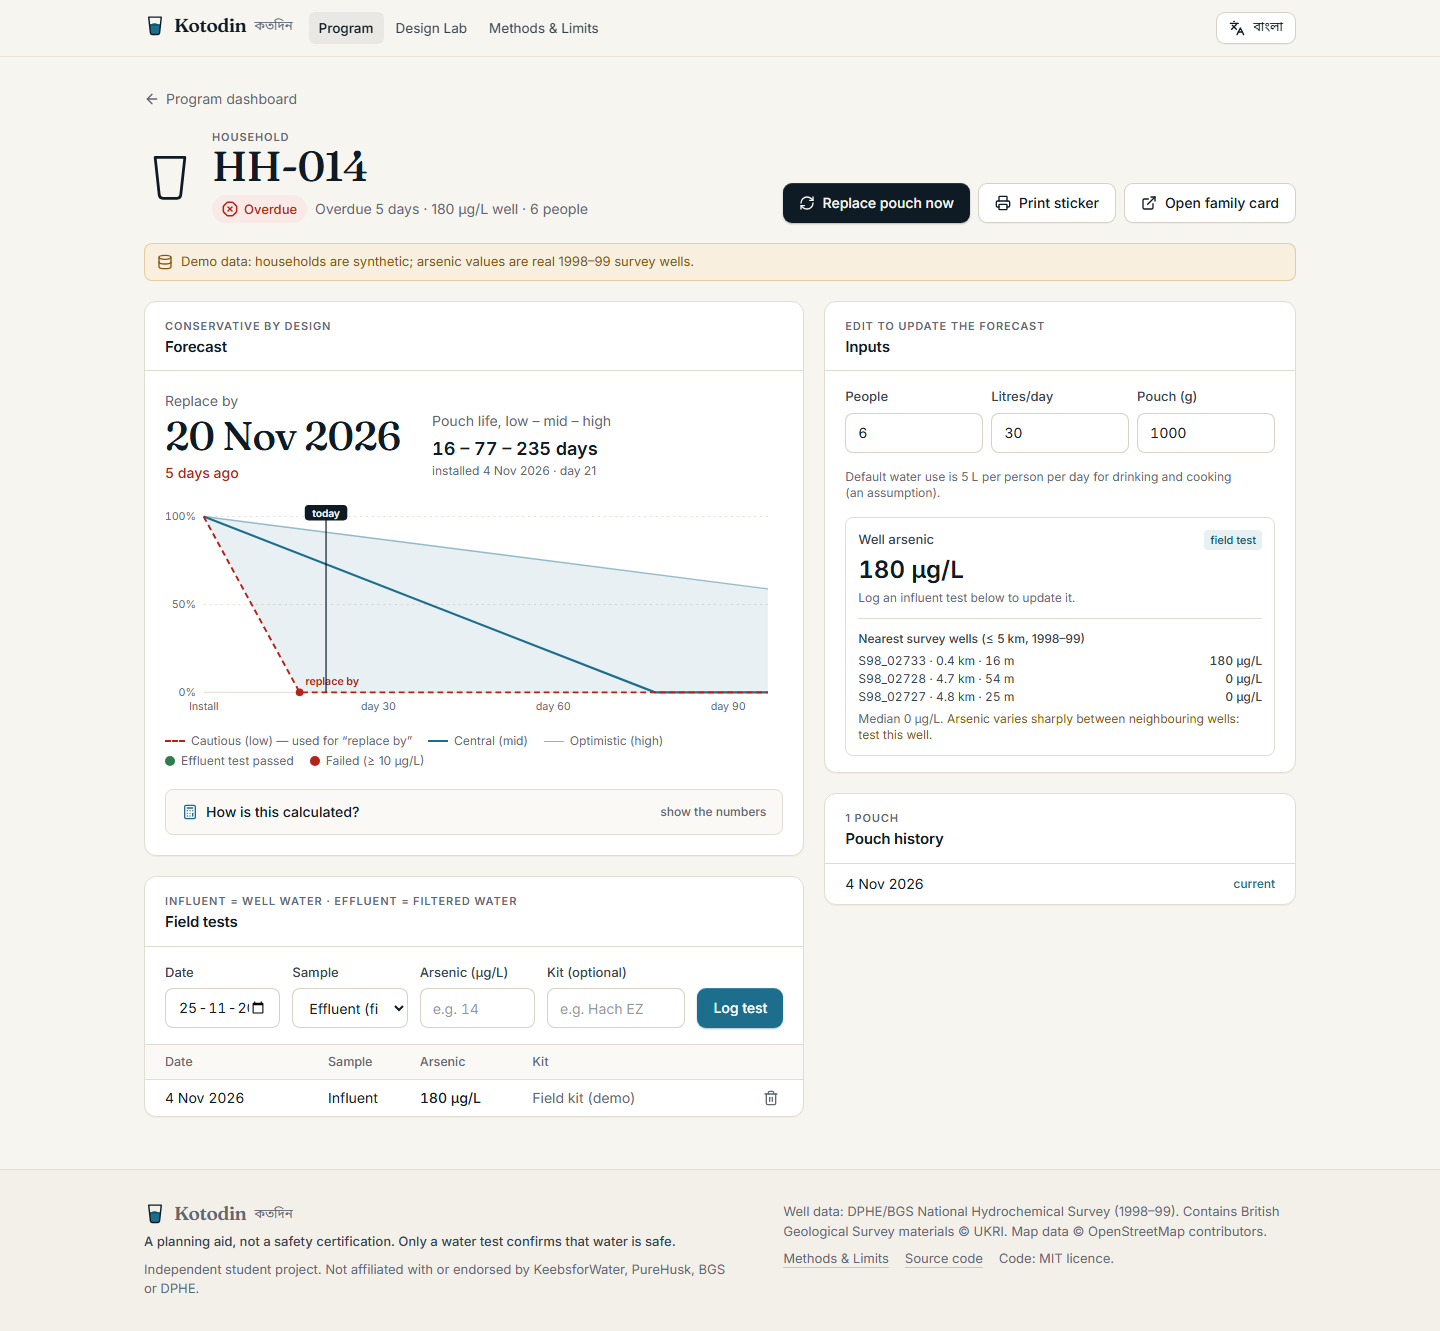 Kotodin কতদিন
Program
Design Lab
Methods & Limits
বাংলা
Program dashboard
HOUSEHOLD
HH-014
Overdue
Overdue 5 days · 180 µg/L well · 6 people
Replace pouch now
Print sticker
Open family card
Demo data: households are synthetic; arsenic values are real 1998–99 survey wells.
CONSERVATIVE BY DESIGN
Forecast
Replace by
20 Nov 2026
5 days ago
Pouch life, low – mid – high
16 – 77 – 235 days
installed 4 Nov 2026 · day 21
100%
today
50%
replace by
0%
Install
day 30
day 60
day 90
Cautious (low) — used for “replace by”
Central (mid)
Optimistic (high)
Effluent test passed
Failed (≥ 10 µg/L)
How is this calculated?
show the numbers
INFLUENT = WELL WATER · EFFLUENT = FILTERED WATER
Field tests
Date
Sample
Arsenic (µg/L)
Kit (optional)
25-11-2(
Effluent (fi
e.g. 14
e.g. Hach EZ
Log test
Date
Sample
Arsenic
Kit
4 Nov 2026
Influent
180 µg/L
Field kit (demo)
EDIT TO UPDATE THE FORECAST
Inputs
People
Litres/day
Pouch (g)
6
30
1000
Default water use is 5 L per person per day for drinking and cooking
(an assumption).
Well arsenic
field test
180 µg/L
Log an influent test below to update it.
Nearest survey wells (≤ 5 km, 1998–99)
S98_02733 · 0.4 km · 16 m
180 µg/L
S98_02728 · 4.7 km · 54 m
0 µg/L
S98_02727 · 4.8 km · 25 m
0 µg/L
Median 0 µg/L. Arsenic varies sharply between neighbouring wells:
test this well.
1 POUCH
Pouch history
4 Nov 2026
current
Kotodin কতদিন
A planning aid, not a safety certification. Only a water test confirms that water is safe.
Independent student project. Not affiliated with or endorsed by KeebsforWater, PureHusk, BGS
or DPHE.
Well data: DPHE/BGS National Hydrochemical Survey (1998–99). Contains British
Geological Survey materials © UKRI. Map data © OpenStreetMap contributors.
Methods & Limits
Source code
Code: MIT licence.